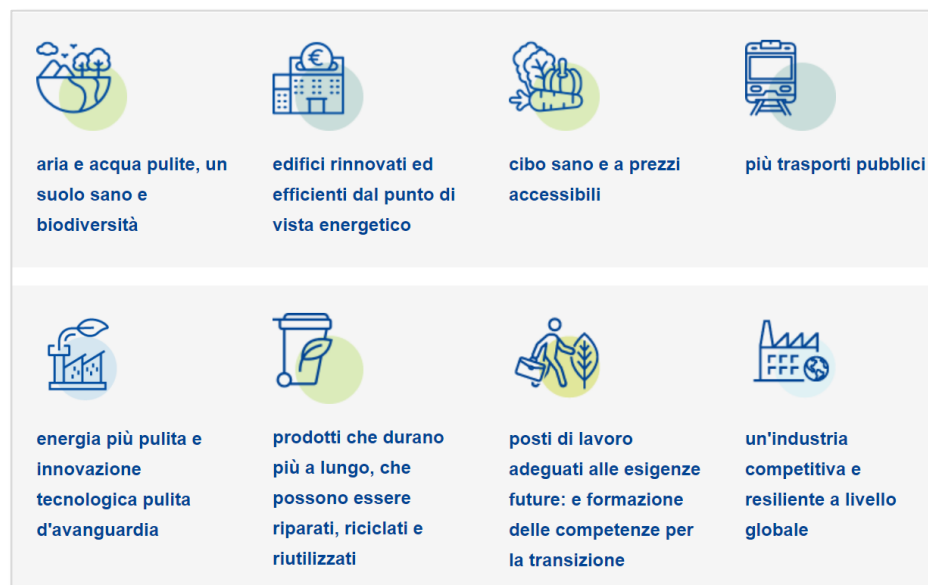 €
aria e acqua pulite, un
suolo sano e
biodiversità
edifici rinnovati ed
efficienti dal punto di
vista energetico
cibo sano e a prezzi
accessibili
più trasporti pubblici
energia più pulita e
innovazione
tecnologica pulita
d'avanguardia
prodotti che durano
più a lungo, che
possono essere
riparati, riciclati e
riutilizzati
posti di lavoro
adeguati alle esigenze
future: e formazione
delle competenze per
la transizione
un'industria
competitiva e
resiliente a livello
globale